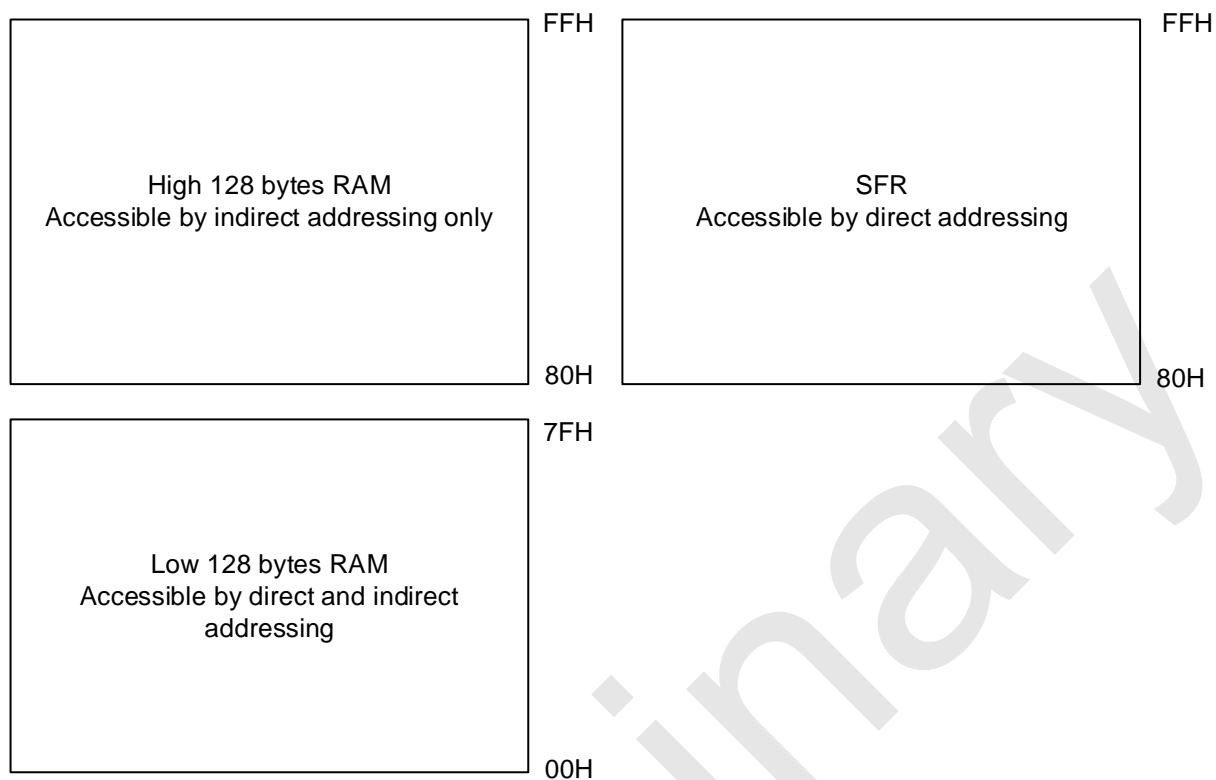 FFH
High 128 bytes RAM
Accessible by indirect addressing only
80H
FFH
SFR
Accessible by direct addressing
80H
7FH
Low 128 bytes RAM
Accessible by direct and indirect
addressing
00H
inary